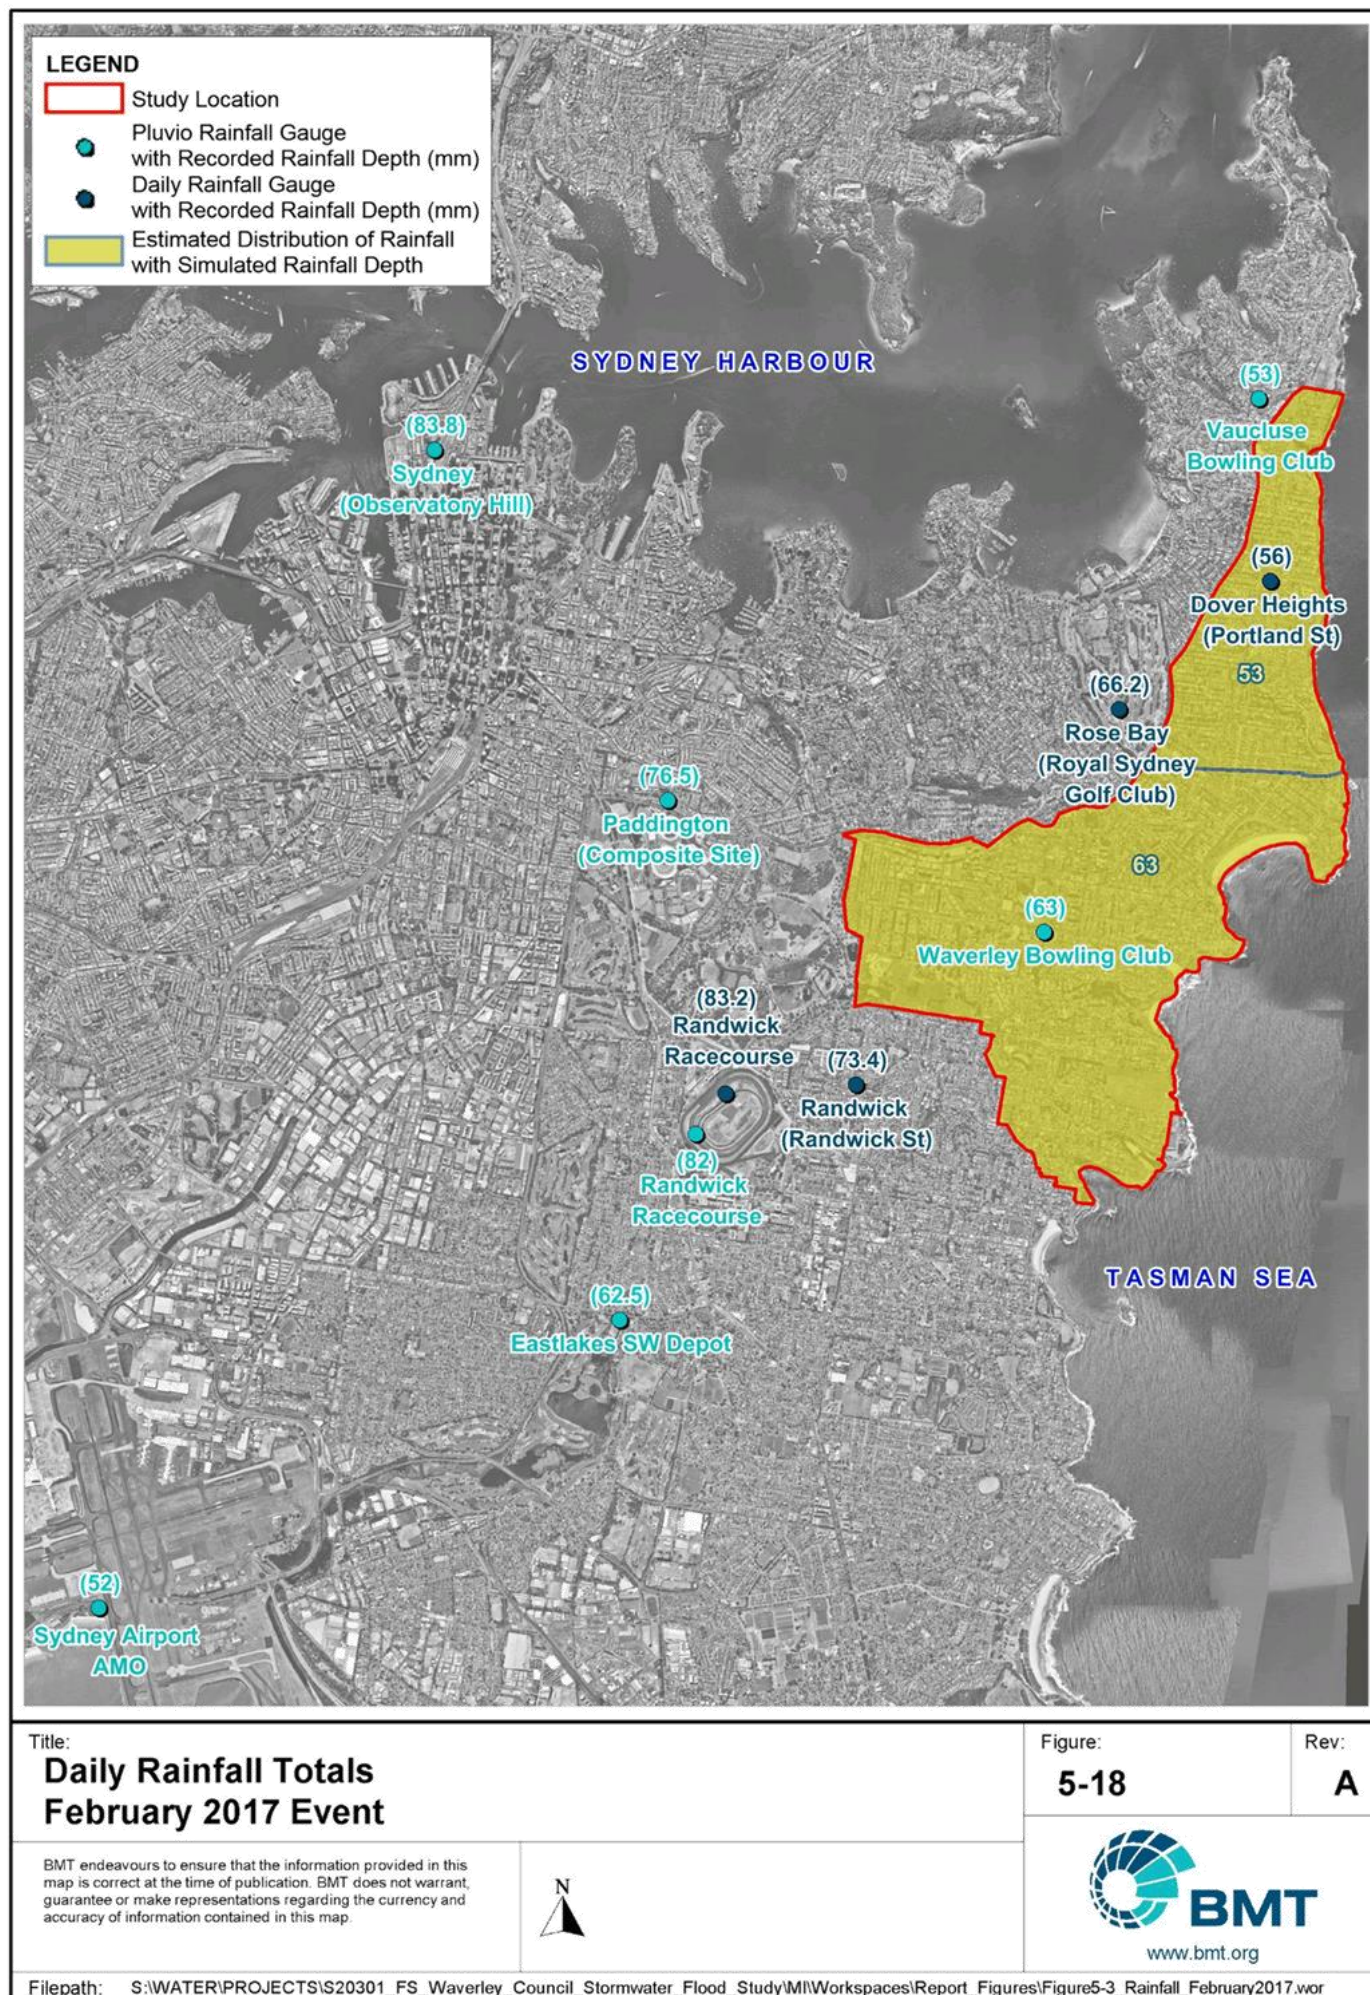 LEGEND
Study Location
Pluvio Rainfall Gauge
with Recorded Rainfall Depth (mm)
Daily Rainfall Gauge
with Recorded Rainfall Depth (mm)
Estimated Distribution of Rainfall
with Simulated Rainfall Depth
SYDNEY HARBOUR
(53)
Vaucluse
Bowling Club
(83.8)
Sydney
(Observatory Hill)
(56)
Dover Heights
(Portland St)
53
(66.2)
Rose Bay
(Royal Sydney
Golf Club)
(76.5)
Paddington
(Composite Site)
63
(63)
Waverley Bowling Club
(83.2)
Randwick
Racecourse
(73.4)
Randwick
(Randwick St)
(82)
Randwick
Racecourse
TASMAN SEA
(62.5)
Eastlakes SW Depot
(52)
Sydney Airport
AMO
Title:
Daily Rainfall Totals
February 2017 Event
Figure:
5-18
Rev:
A
BMT endeavours to ensure that the information provided in this
map is correct at the time of publication. BMT does not warrant,
guarantee or make representations regarding the currency and
accuracy of information contained in this map.
N
BMT
www.bmt.org
Filepath: S:\WATER\PROJECTS\S20301_FS_Waverley_Council_Stormwater_Flood_Study\MI\Workspaces\Report_Figures\Figure5-3_Rainfall_February2017.wor